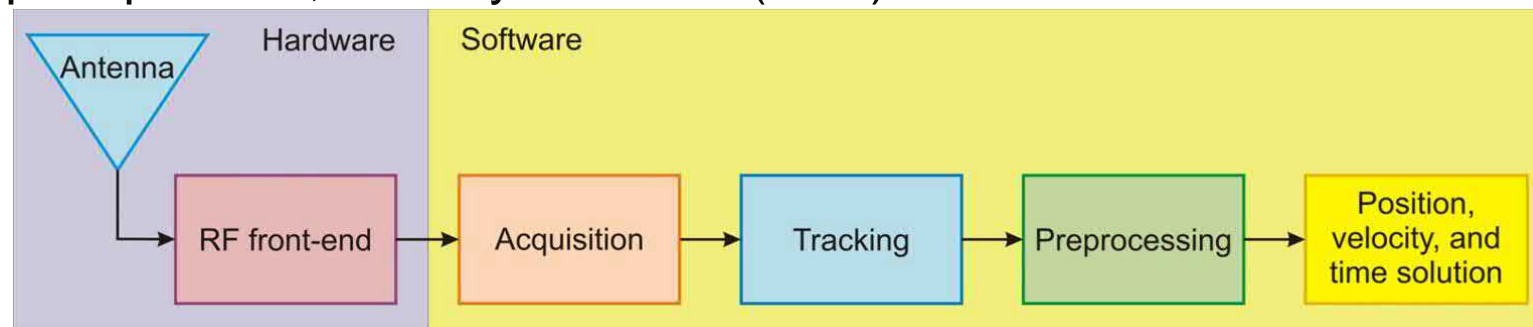 Hardware
Software
Antenna
RF front-end
Acquisition
Tracking
Preprocessing
Position,
velocity, and
time solution